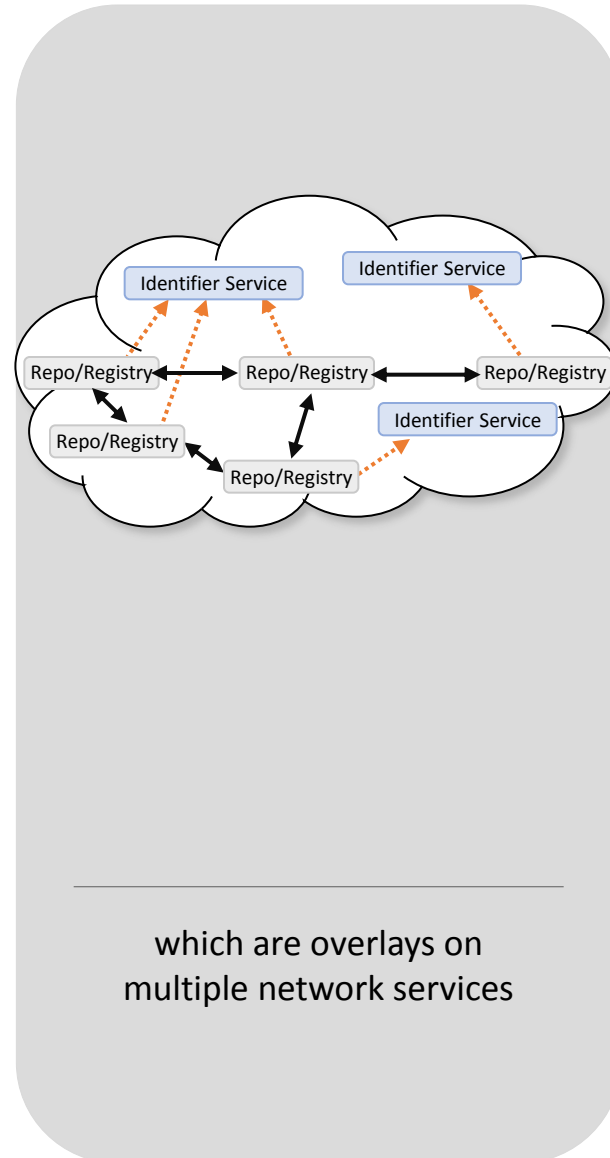 Identifier Service
Identifier Service
Repo/Registry
Repo/Registry
Repo/Registry
Identifier Service
Repo/Registry
Repo/Registry
which are overlays on
multiple network services